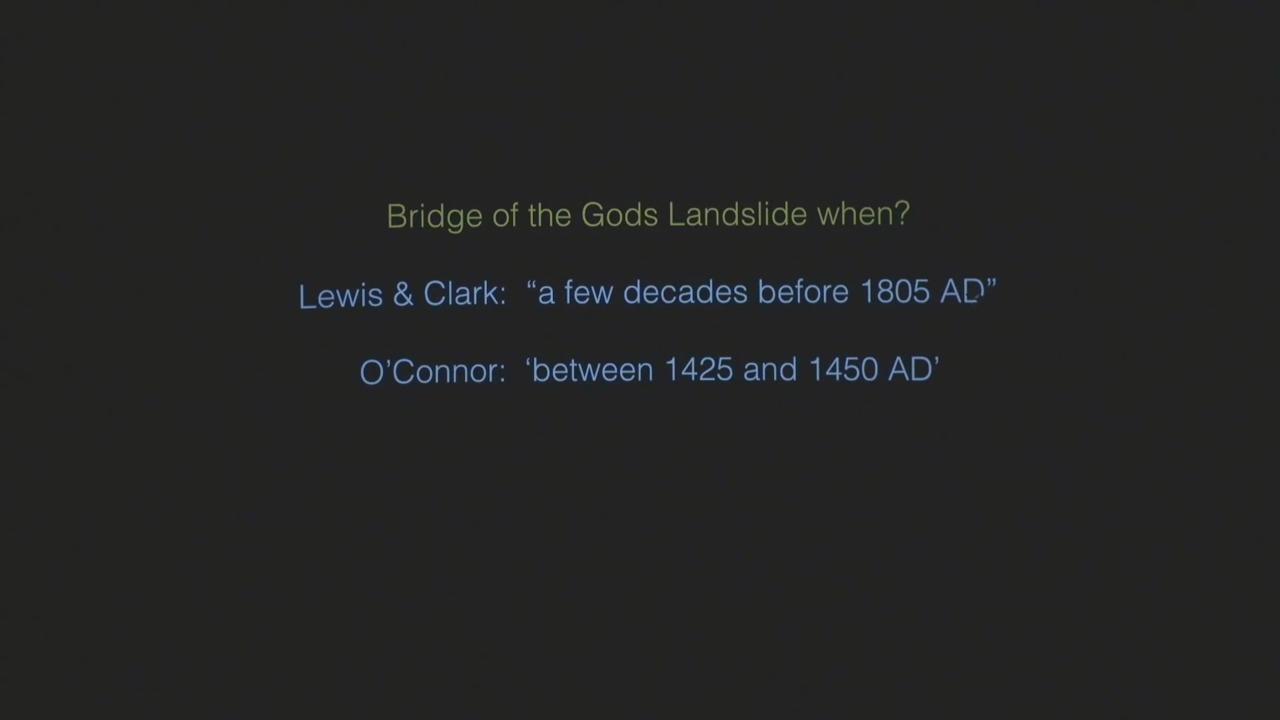 Bridge of the Gods Landslide when?
Lewis & Clark: “a few decades before 1805 AD”
O’Connor: ‘between 1425 and 1450 AD’